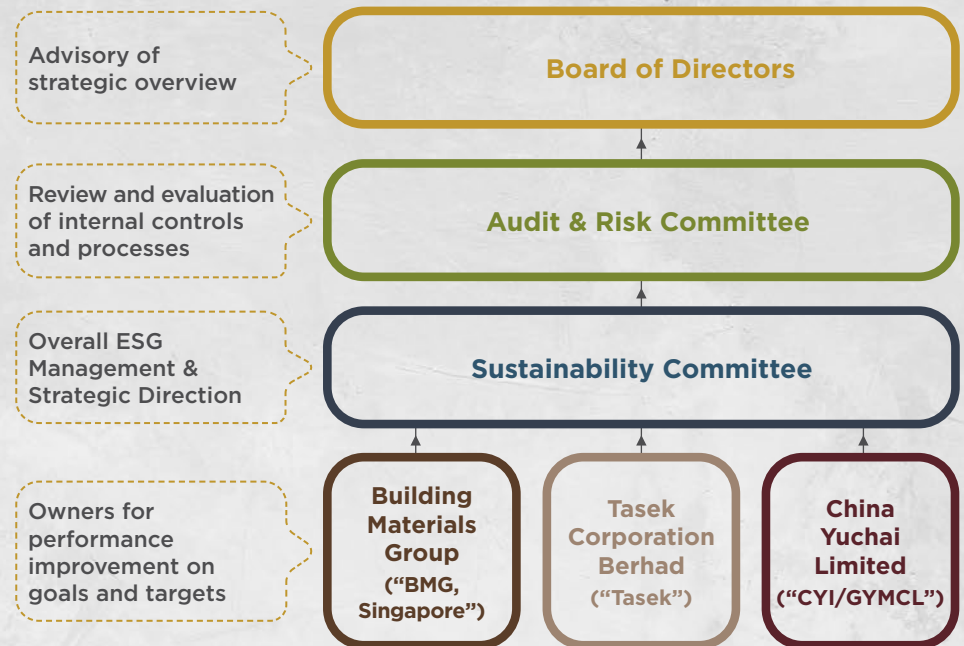 Advisory of
strategic overview
Board of Directors
Review and evaluation
of internal controls
and processes
Audit & Risk Committee
Overall ESG
Management &
Strategic Direction
Sustainability Committee
Owners for
performance
improvement on
goals and targets
Building
Materials
Group
(“BMG,
Singapore”)
Tasek
Corporation
Berhad
(“Tasek”)
China
Yuchai
Limited
(“CYI/GYMCL”)